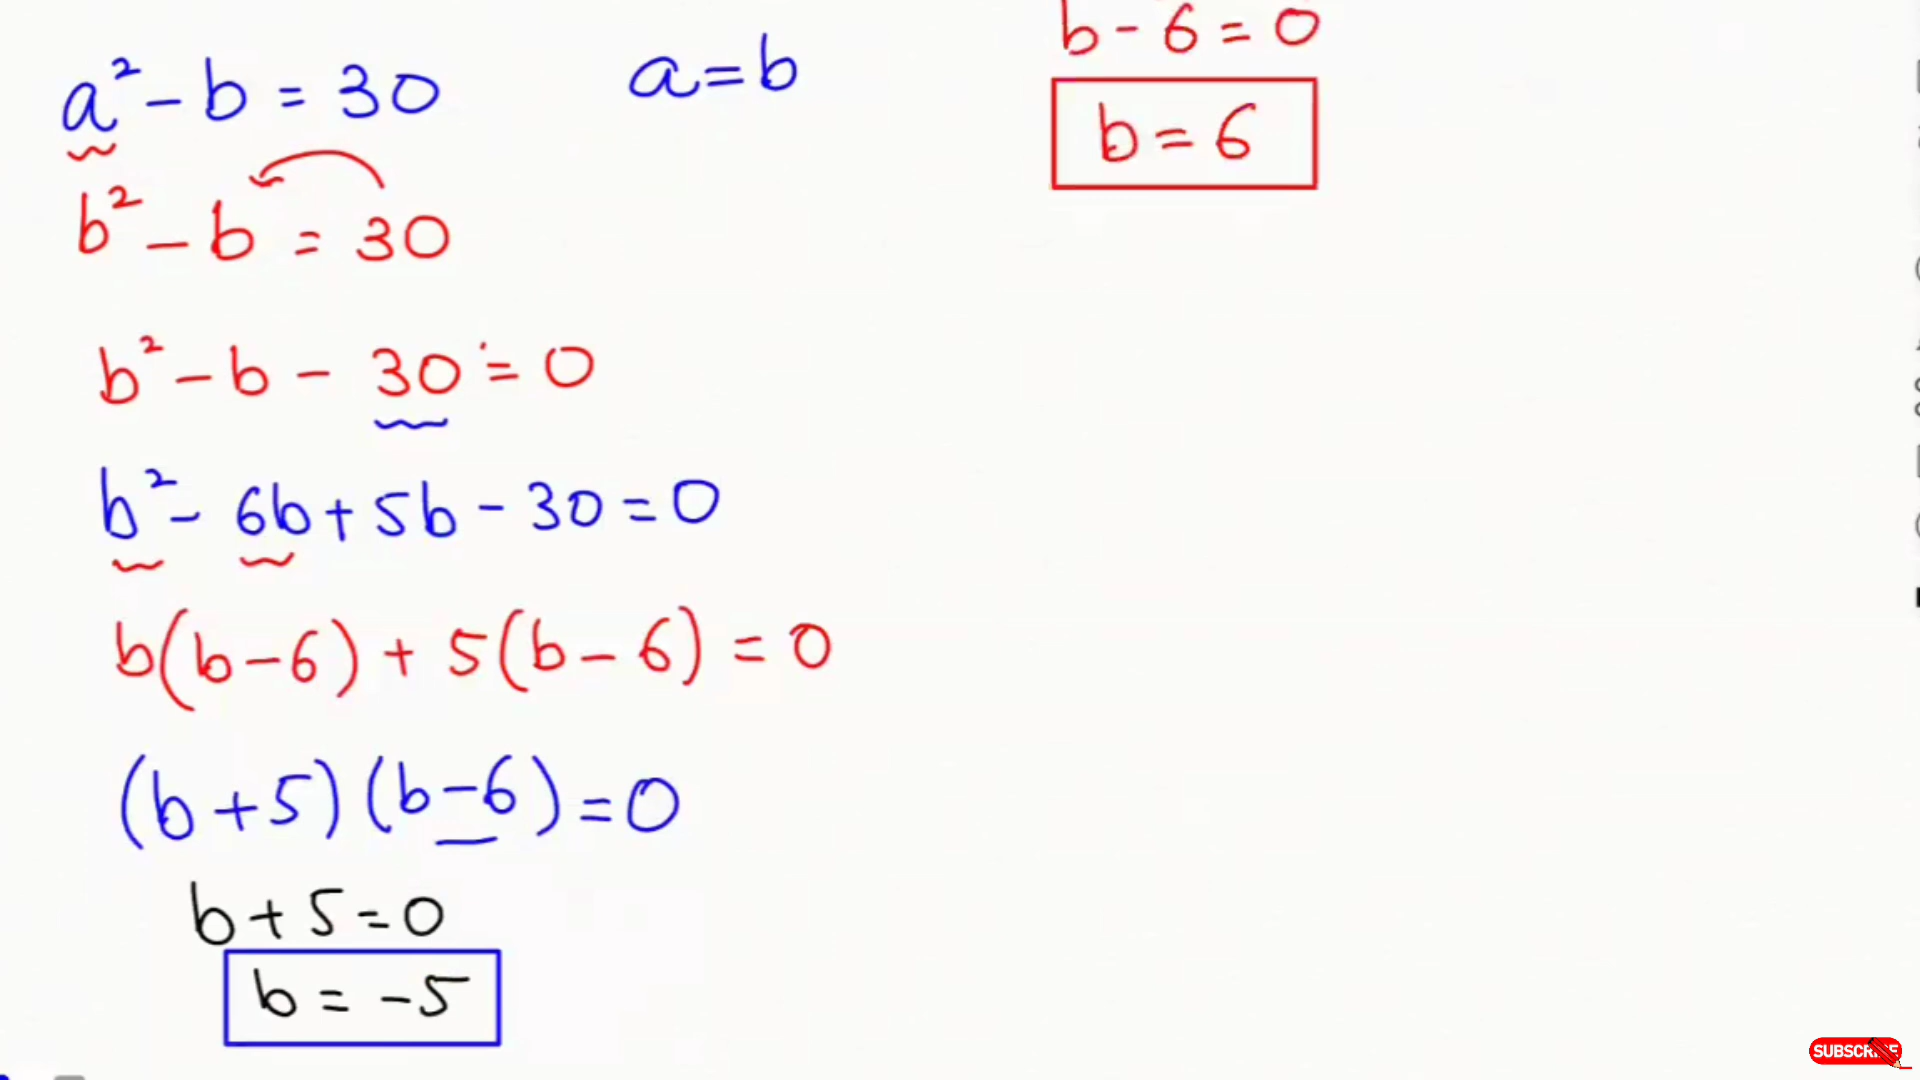 a² - b = 30
a = b
b² - b = 30
b² - b - 30 = 0
b² - 6b + 5b - 30 = 0
b(b - 6) + 5(b - 6) = 0
(b + 5)(b - 6) = 0
b + 5 = 0
b = -5
b - 6 = 0
b = 6
SUBSCRIBE